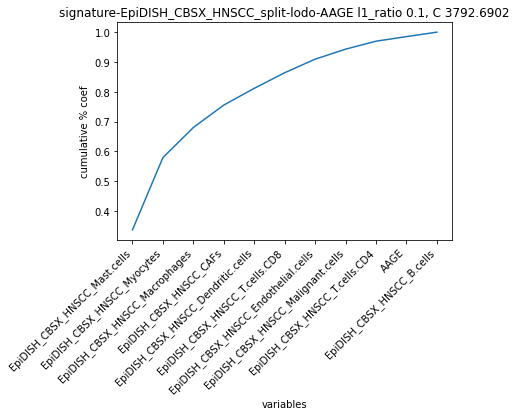 signature-EpiDISH_CBSX_HNSCC_split-lodo-AAGE l1_ratio 0.1, C 3792.6902
1.0
0.9
0.8
0.7
0.6
0.5
0.4
cumulative % coef
EpiDISH_CBSX_HNSCC_Mast.cells
EpiDISH_CBSX_HNSCC_Myocytes
EpiDISH_CBSX_HNSCC_Macrophages
EpiDISH_CBSX_HNSCC_CAFs
EpiDISH_CBSX_HNSCC_Dendritic.cells
EpiDISH_CBSX_HNSCC_T.cells.CD8
EpiDISH_CBSX_HNSCC_Endothelial.cells
EpiDISH_CBSX_HNSCC_Malignant.cells
EpiDISH_CBSX_HNSCC_T.cells.CD4
AAGE
EpiDISH_CBSX_HNSCC_B.cells
variables